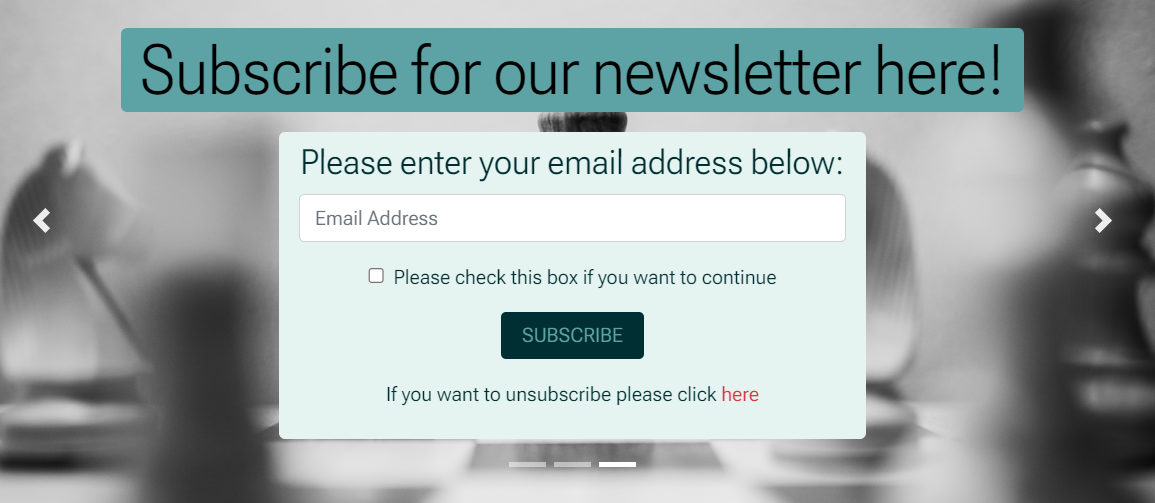 Subscribe for our newsletter here!
Please enter your email address below:
Email Address
Please check this box if you want to continue
SUBSCRIBE
If you want to unsubscribe please click here